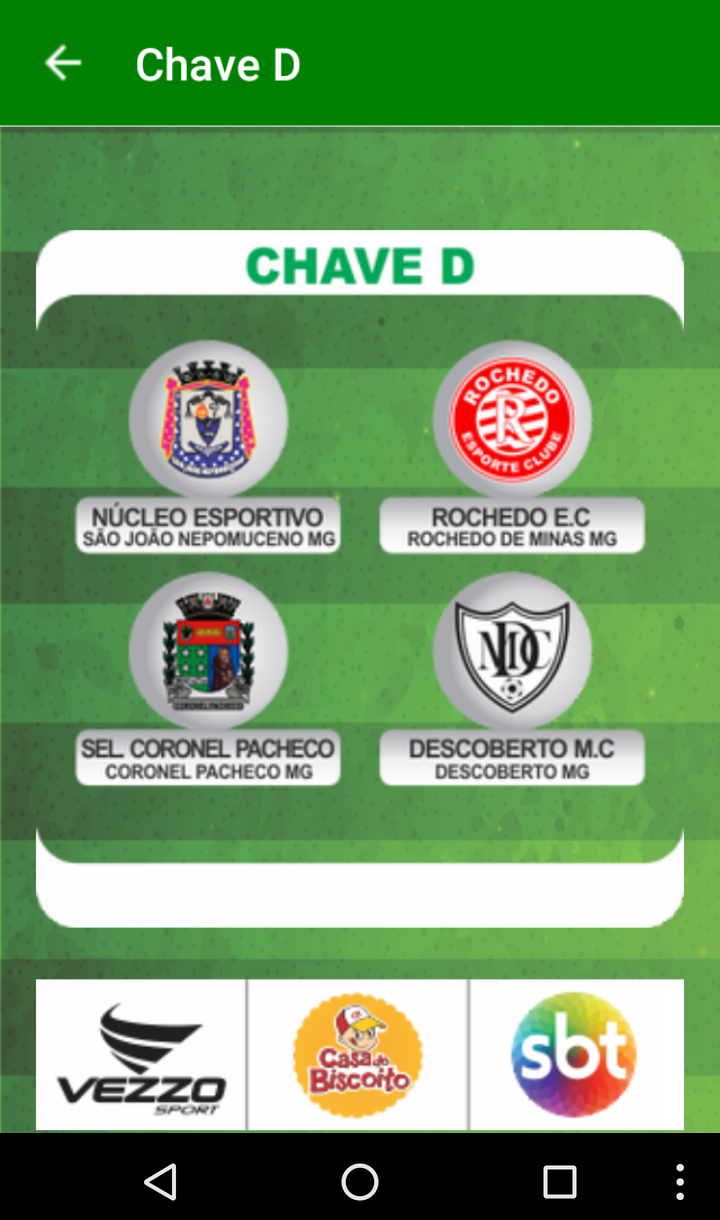 Chave D
CHAVE D
ROCHEDO
R
ESPORTE CLUBE
NÚCLEO ESPORTIVO
SÃO JOÃO NEPOMUCENO MG
ROCHEDO E.C
ROCHEDO DE MINAS MG
CORONEL PACHECO
MDC
SEL. CORONEL PACHECO
CORONEL PACHECO MG
DESCOBERTO M.C
DESCOBERTO MG
VEZZO
SPORT
Casa do
Biscoito
sbt